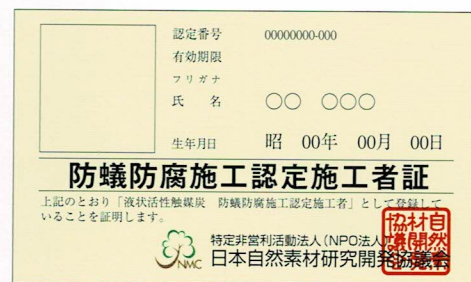 認定番号 00000000-000
有効期限
フリガナ
氏 名 ○○ ○○○
生年月日 昭 00年 00月 00日
防蟻防腐施工認定施工者証
上記のとおり「液状活性触媒炭 防蟻防腐施工認定施工者」として登録して
いることを証明します。
特定非営利活動法人(NPO法人)
NMC 日本自然素材研究開発協議会